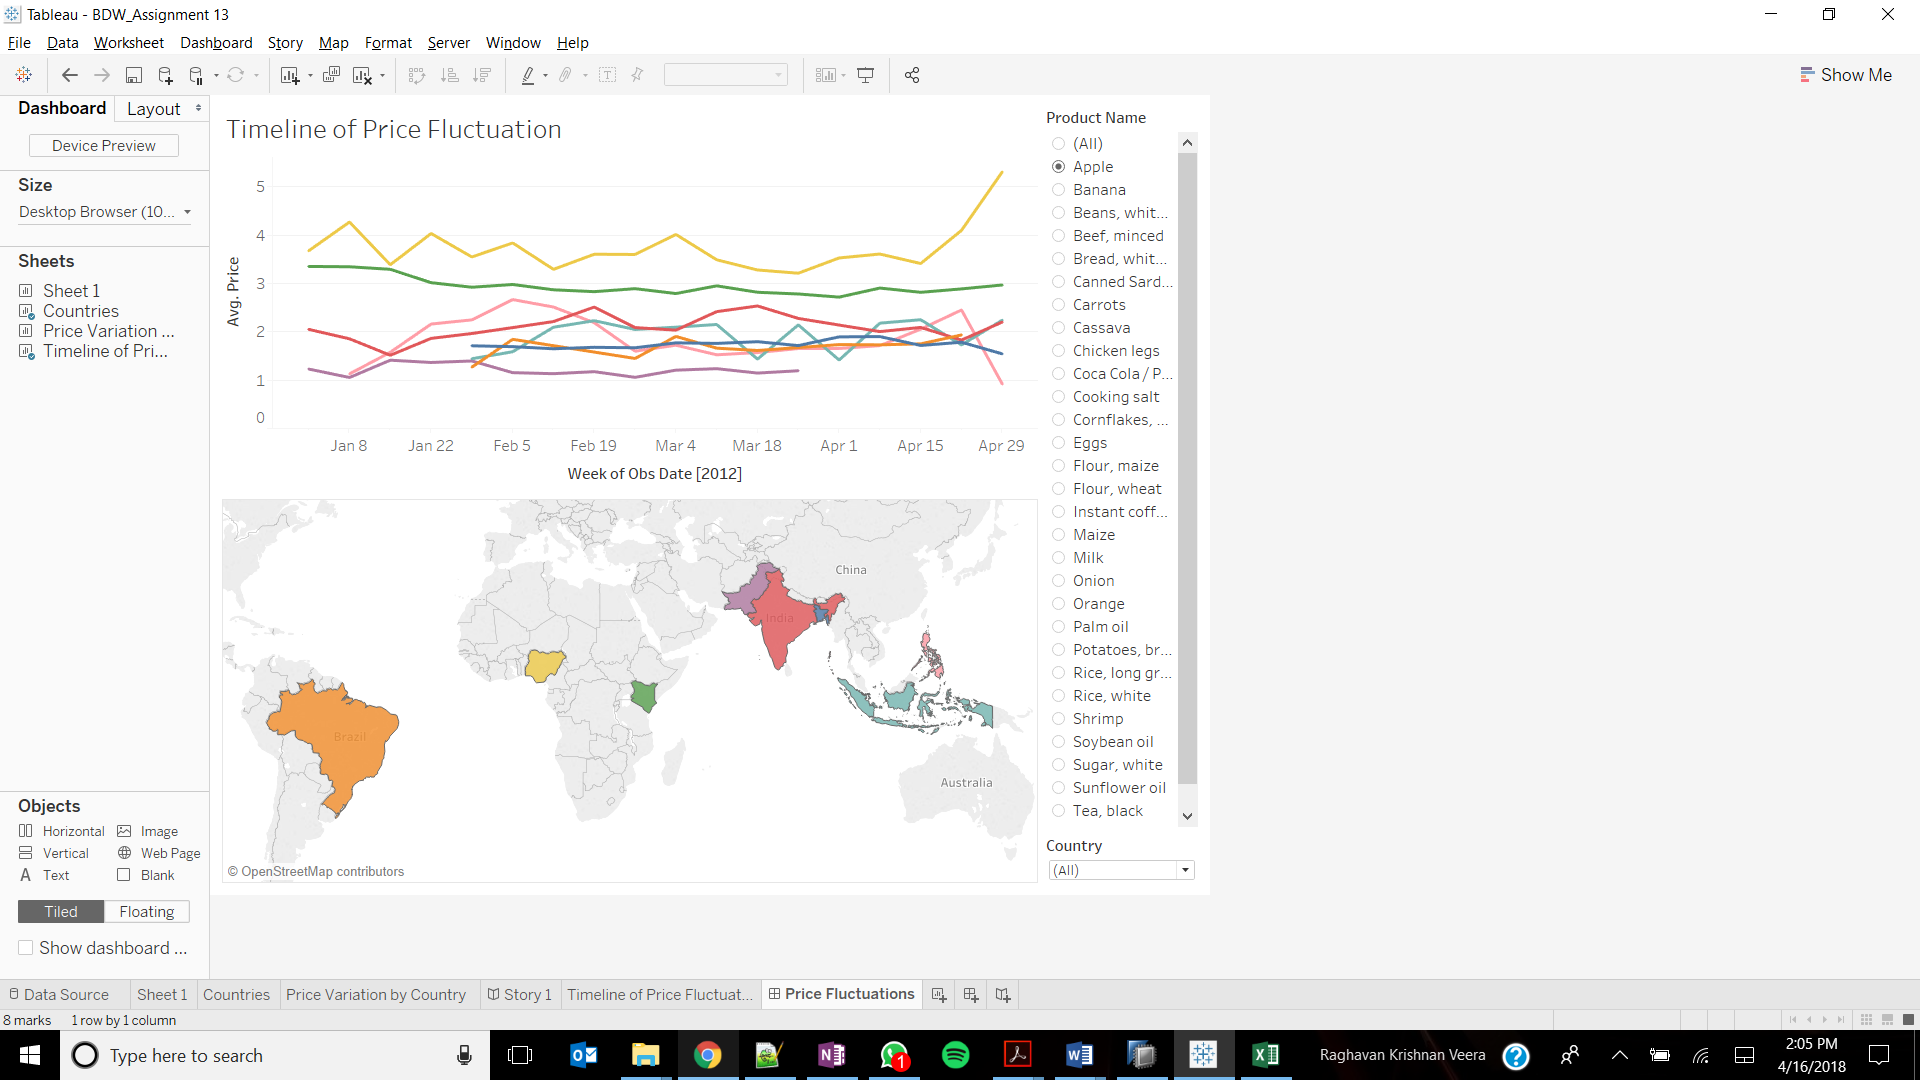 Tableau - BDW_Assignment 13
File Data Worksheet Dashboard Story Map Format Server Window Help
Show Me
Dashboard Layout
Device Preview
Size
Desktop Browser (10...
Sheets
Sheet 1
Countries
Price Variation ...
Timeline of Pri...
Objects
Horizontal Image
Vertical Web Page
A Text Blank
Tiled Floating
Show dashboard ...
Timeline of Price Fluctuation
Avg. Price
5
4
3
2
1
0
Jan 8 Jan 22 Feb 5 Feb 19 Mar 4 Mar 18 Apr 1 Apr 15 Apr 29
Week of Obs Date [2012]
China
India
Brazil
Australia
© OpenStreetMap contributors
Product Name
(All)
Apple
Banana
Beans, whit...
Beef, minced
Bread, whit...
Canned Sard...
Carrots
Cassava
Chicken legs
Coca Cola / P...
Cooking salt
Cornflakes, ...
Eggs
Flour, maize
Flour, wheat
Instant coff...
Maize
Milk
Onion
Orange
Palm oil
Potatoes, br...
Rice, long gr...
Rice, white
Shrimp
Soybean oil
Sugar, white
Sunflower oil
Tea, black
Country
(All)
Data Source Sheet 1 Countries Price Variation by Country Story 1 Timeline of Price Fluctuat... Price Fluctuations
8 marks 1 row by 1 column
Type here to search
1
Raghavan Krishnan Veera
2:05 PM
4/16/2018